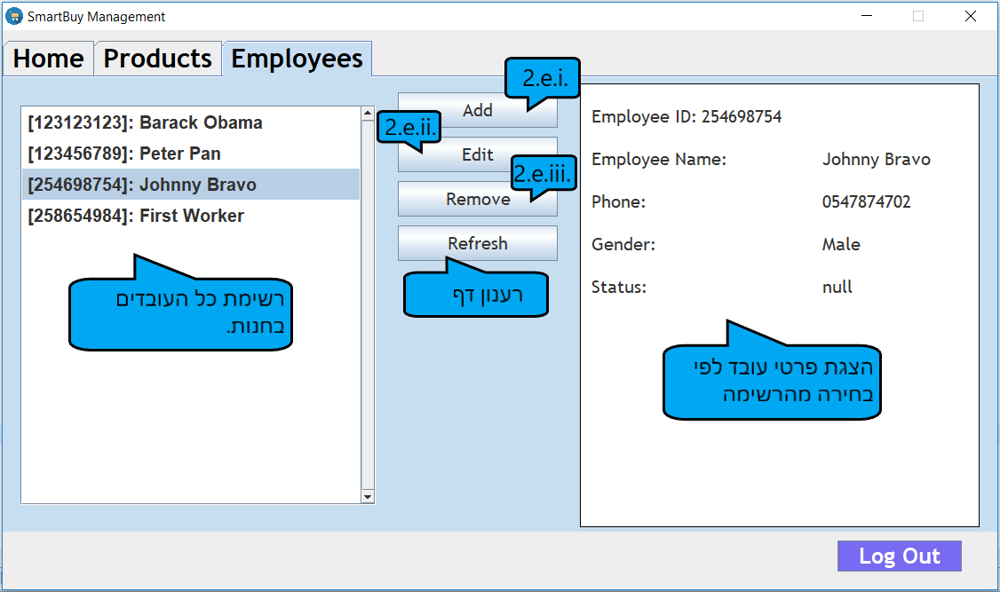 SmartBuy Management
Home Products Employees
[123123123]: Barack Obama
[123456789]: Peter Pan
[254698754]: Johnny Bravo
[258654984]: First Worker
רשימת כל העובדים
בחנות.
2.e.i.
Add
2.e.ii.
Edit
2.e.iii.
Remove
Refresh
רענון דף
Employee ID: 254698754
Employee Name: Johnny Bravo
Phone: 0547874702
Gender: Male
Status: null
הצגת פרטי עובד לפי
בחירה מהרשימה
Log Out